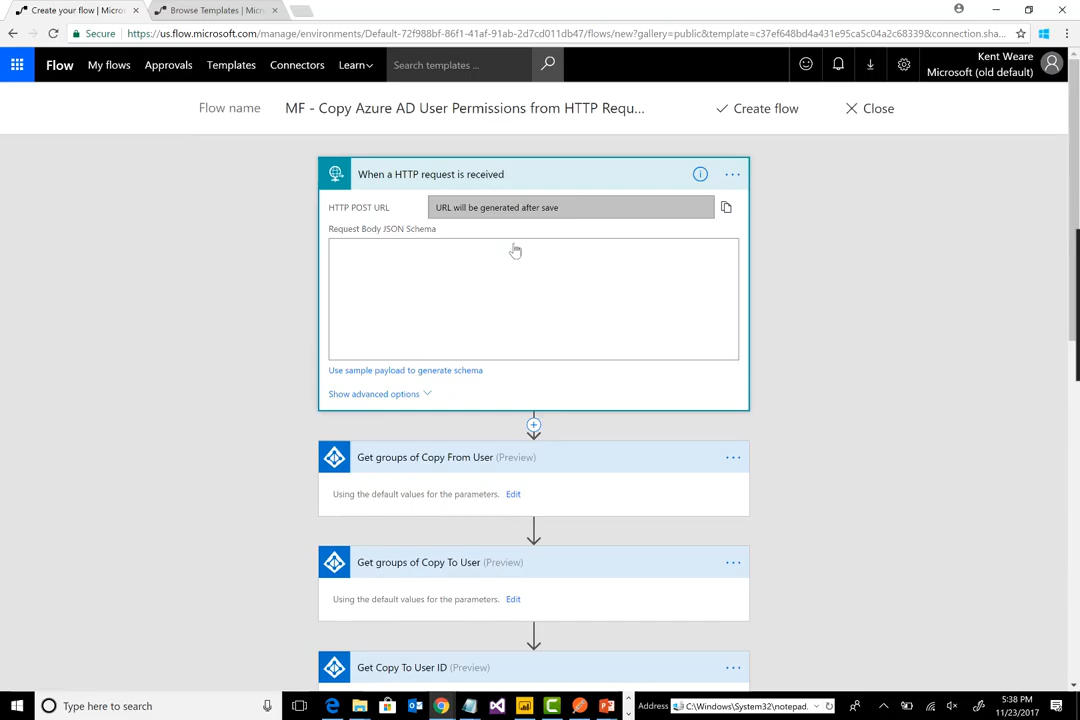 Create your flow | Micros
Browse Templates | Micr
Secure
https://us.flow.microsoft.com/manage/environments/Default-72f988bf-86f1-41af-91ab-2d7cd011db47/flows/new?gallery=public&template=c37ef648bd4a431e95ca5c04a2c68339&connection.sha...
Flow
My flows
Approvals
Templates
Connectors
Learn
Search templates ...
Kent Weare
Microsoft (old default)
Flow name
MF - Copy Azure AD User Permissions from HTTP Requ...
Create flow
Close
When a HTTP request is received
HTTP POST URL
URL will be generated after save
Request Body JSON Schema
Use sample payload to generate schema
Show advanced options
Get groups of Copy From User (Preview)
Using the default values for the parameters. Edit
Get groups of Copy To User (Preview)
Using the default values for the parameters. Edit
Get Copy To User ID (Preview)
Type here to search
Address
C:\Windows\System32\notepad.
5:38 PM
11/23/2017